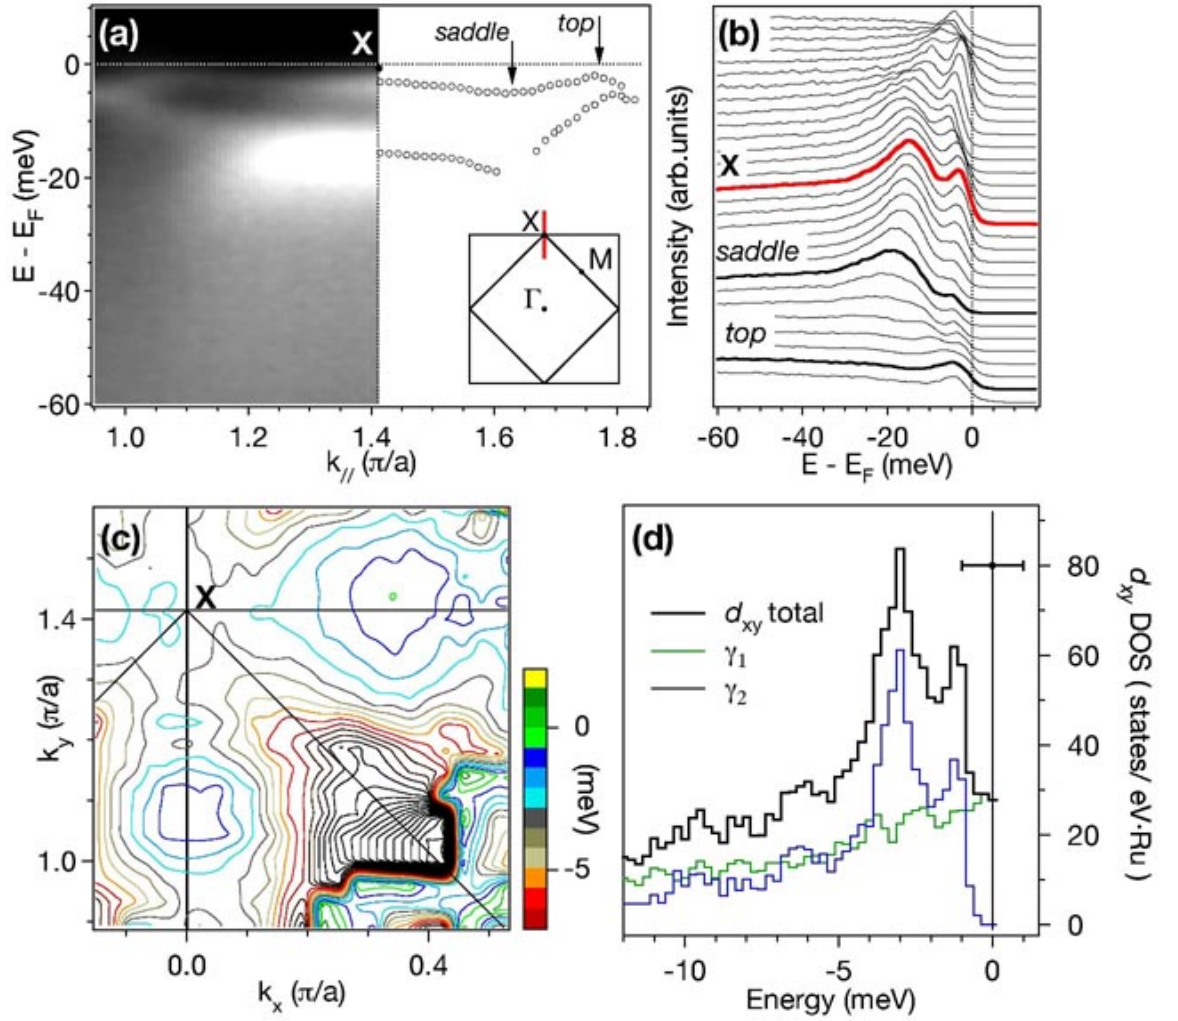 (a)
X
saddle
top
0
-20
-40
-60
E - E_F (meV)
1.0 1.2 1.4 1.6 1.8
k_// (π/a)
X
M
Γ
(b)
Intensity (arb.units)
X
saddle
top
-60 -40 -20 0
E - E_F (meV)
(c)
X
1.4
1.0
k_y (π/a)
0.0 0.4
k_x (π/a)
0
-5
(meV)
(d)
d_xy total
γ_1
γ_2
80
60
40
20
0
d_xy DOS ( states/ eV·Ru )
-10 -5 0
Energy (meV)